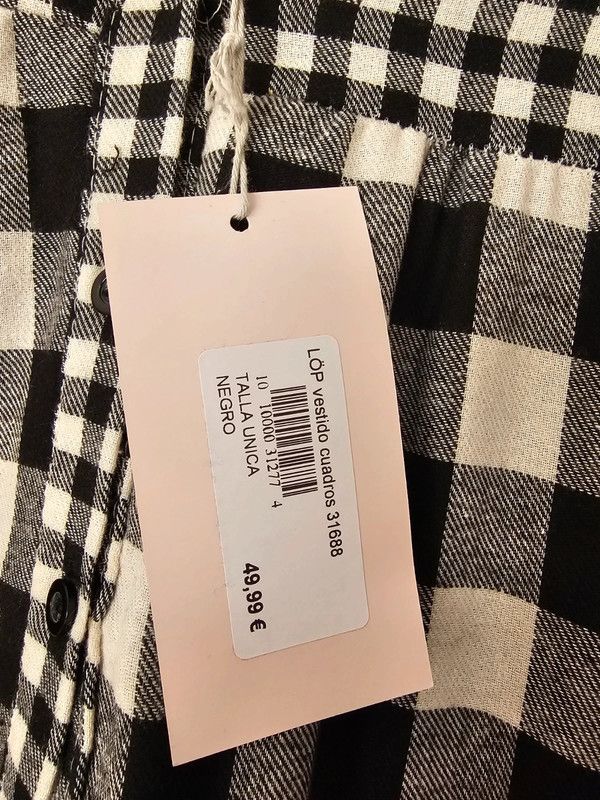 LÖP vestido cuadros 31688
10 10000 31277 4
TALLA UNICA
NEGRO
49,99 €